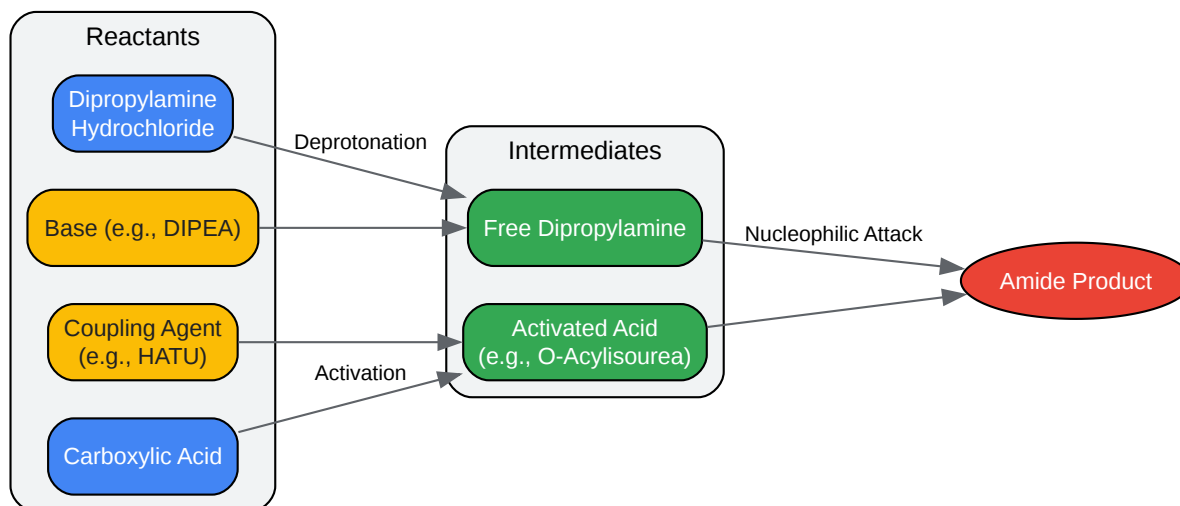 Reactants
Dipropylamine
Hydrochloride
Deprotonation
Base (e.g., DIPEA)
Coupling Agent
(e.g., HATU)
Activation
Carboxylic Acid
Intermediates
Free Dipropylamine
Activated Acid
(e.g., O-Acylisourea)
Nucleophilic Attack
Amide Product